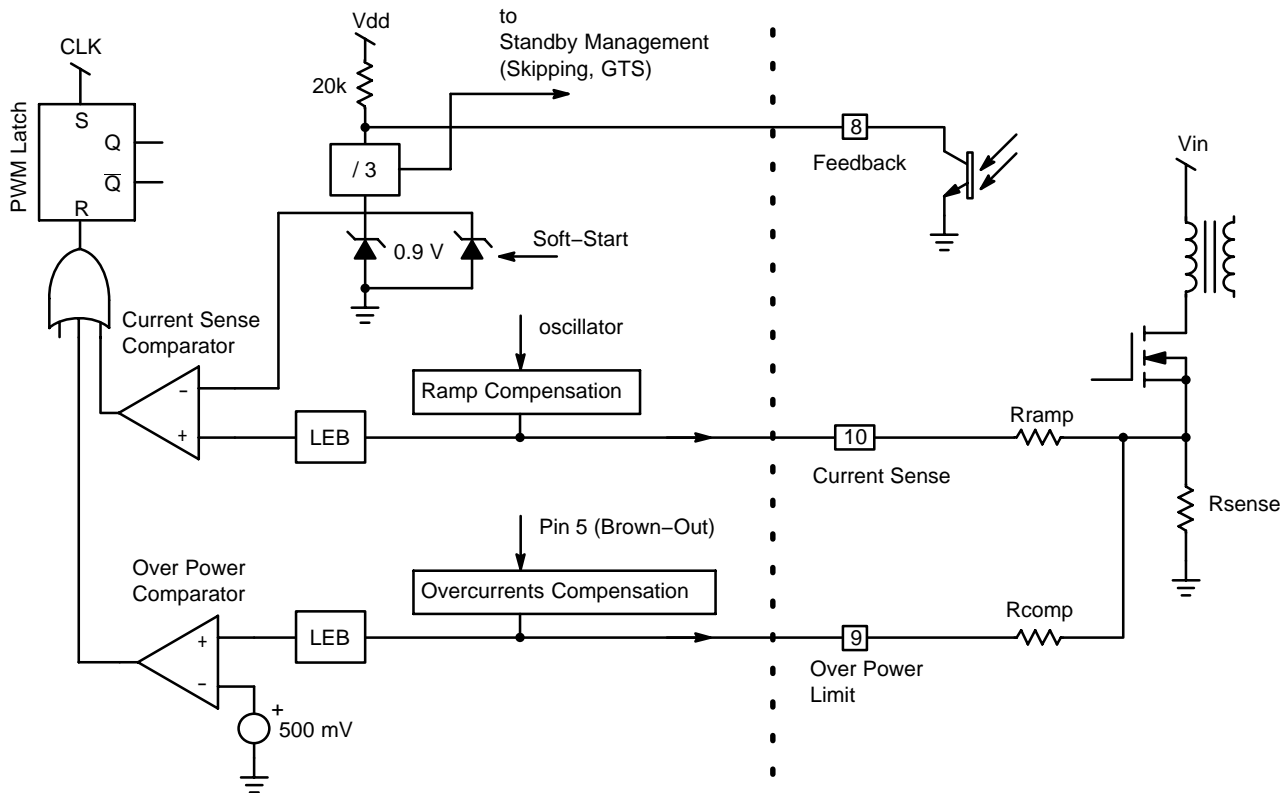 to
Standby Management
(Skipping, GTS)
Vdd
20k
CLK
PWM Latch
S
Q
Q
R
/ 3
8
Feedback
Vin
0.9 V
Soft−Start
Current Sense
Comparator
oscillator
Ramp Compensation
-
+
LEB
10
Current Sense
Rramp
Rsense
Pin 5 (Brown−Out)
Over Power
Comparator
Overcurrents Compensation
+
−
LEB
9
Over Power
Limit
Rcomp
+
500 mV